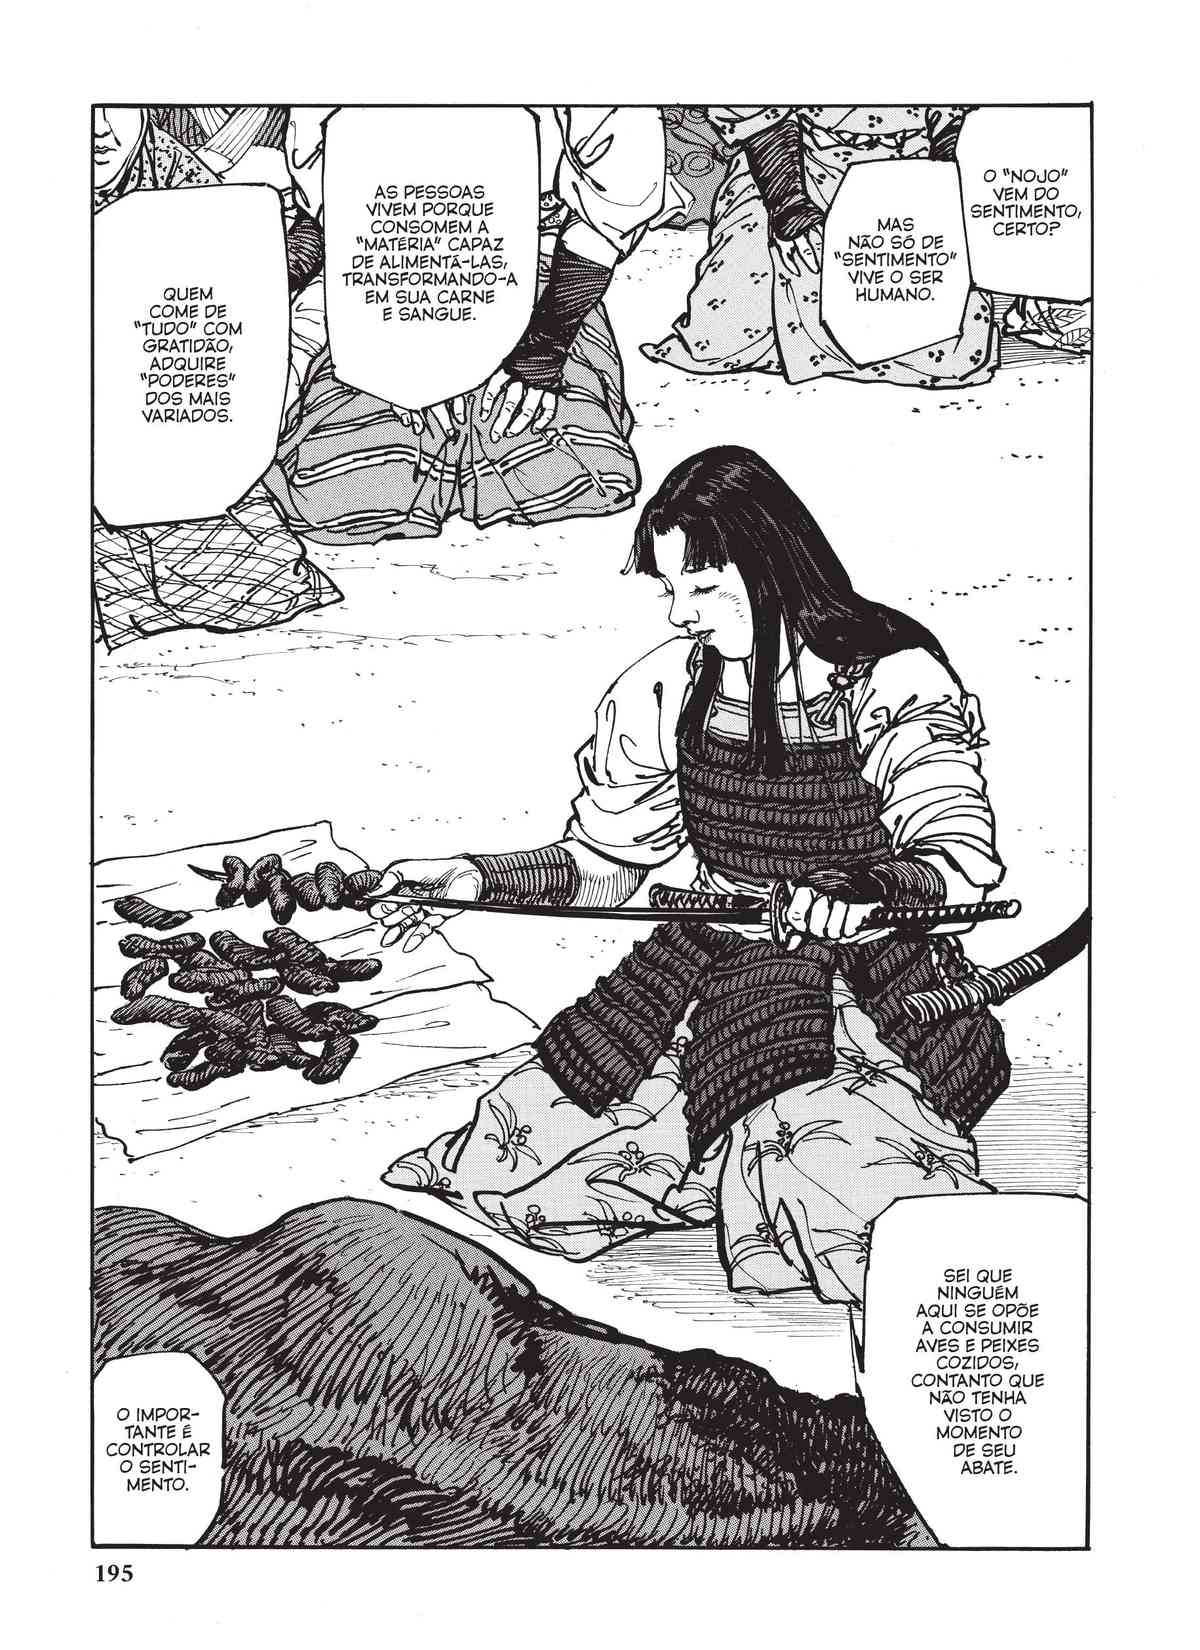 O "NOJO"
VEM DO
SENTIMENTO,
CERTO?
MAS
NÃO SÓ DE
"SENTIMENTO"
VIVE O SER
HUMANO.
AS PESSOAS
VIVEM PORQUE
CONSOMEM A
"MATÉRIA" CAPAZ
DE ALIMENTÁ-LAS,
TRANSFORMANDO-A
EM SUA CARNE
E SANGUE.
QUEM
COME DE
"TUDO" COM
GRATIDÃO,
ADQUIRE
"PODERES"
DOS MAIS
VARIADOS.
SEI QUE
NINGUÉM
AQUI SE OPÕE
A CONSUMIR
AVES E PEIXES
COZIDOS,
CONTANTO QUE
NÃO TENHA
VISTO O
MOMENTO
DE SEU
ABATE.
O IMPOR-
TANTE É
CONTROLAR
O SENTI-
MENTO.
195